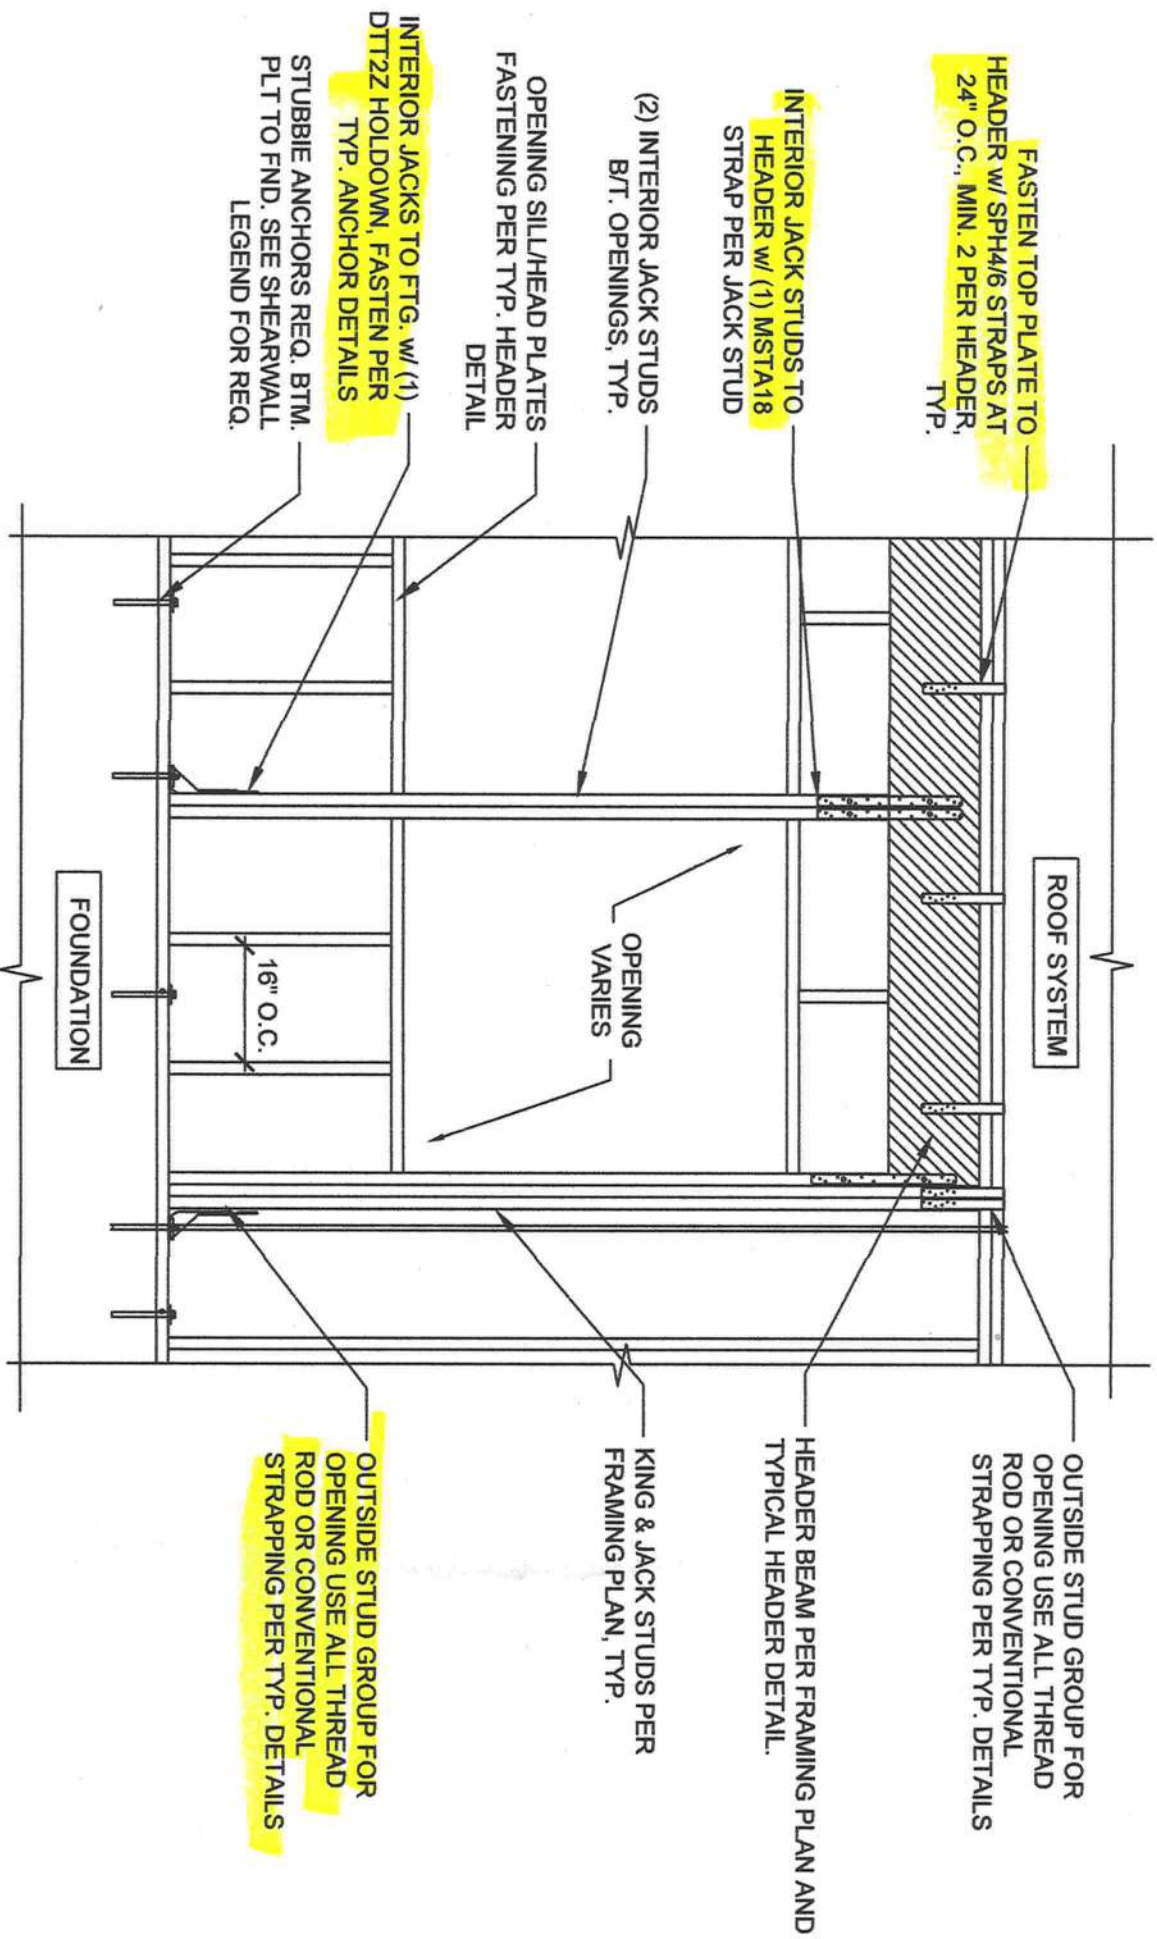 FASTEN TOP PLATE TO
HEADER w/ SPH4/6 STRAPS AT
24" O.C., MIN. 2 PER HEADER,
TYP.
INTERIOR JACK STUDS TO
HEADER w/ (1) MSTA18
STRAP PER JACK STUD
(2) INTERIOR JACK STUDS
B/T. OPENINGS, TYP.
OPENING SILL/HEAD PLATES
FASTENING PER TYP. HEADER
DETAIL
INTERIOR JACKS TO FTG. w/ (1)
DTT2Z HOLDOWN, FASTEN PER
TYP. ANCHOR DETAILS
STUBBIE ANCHORS REQ. BTM.
PLT TO FND. SEE SHEARWALL
LEGEND FOR REQ.
ROOF SYSTEM
OPENING
VARIES
16" O.C.
FOUNDATION
OUTSIDE STUD GROUP FOR
OPENING USE ALL THREAD
ROD OR CONVENTIONAL
STRAPPING PER TYP. DETAILS
HEADER BEAM PER FRAMING PLAN AND
TYPICAL HEADER DETAIL.
KING & JACK STUDS PER
FRAMING PLAN, TYP.
OUTSIDE STUD GROUP FOR
OPENING USE ALL THREAD
ROD OR CONVENTIONAL
STRAPPING PER TYP. DETAILS